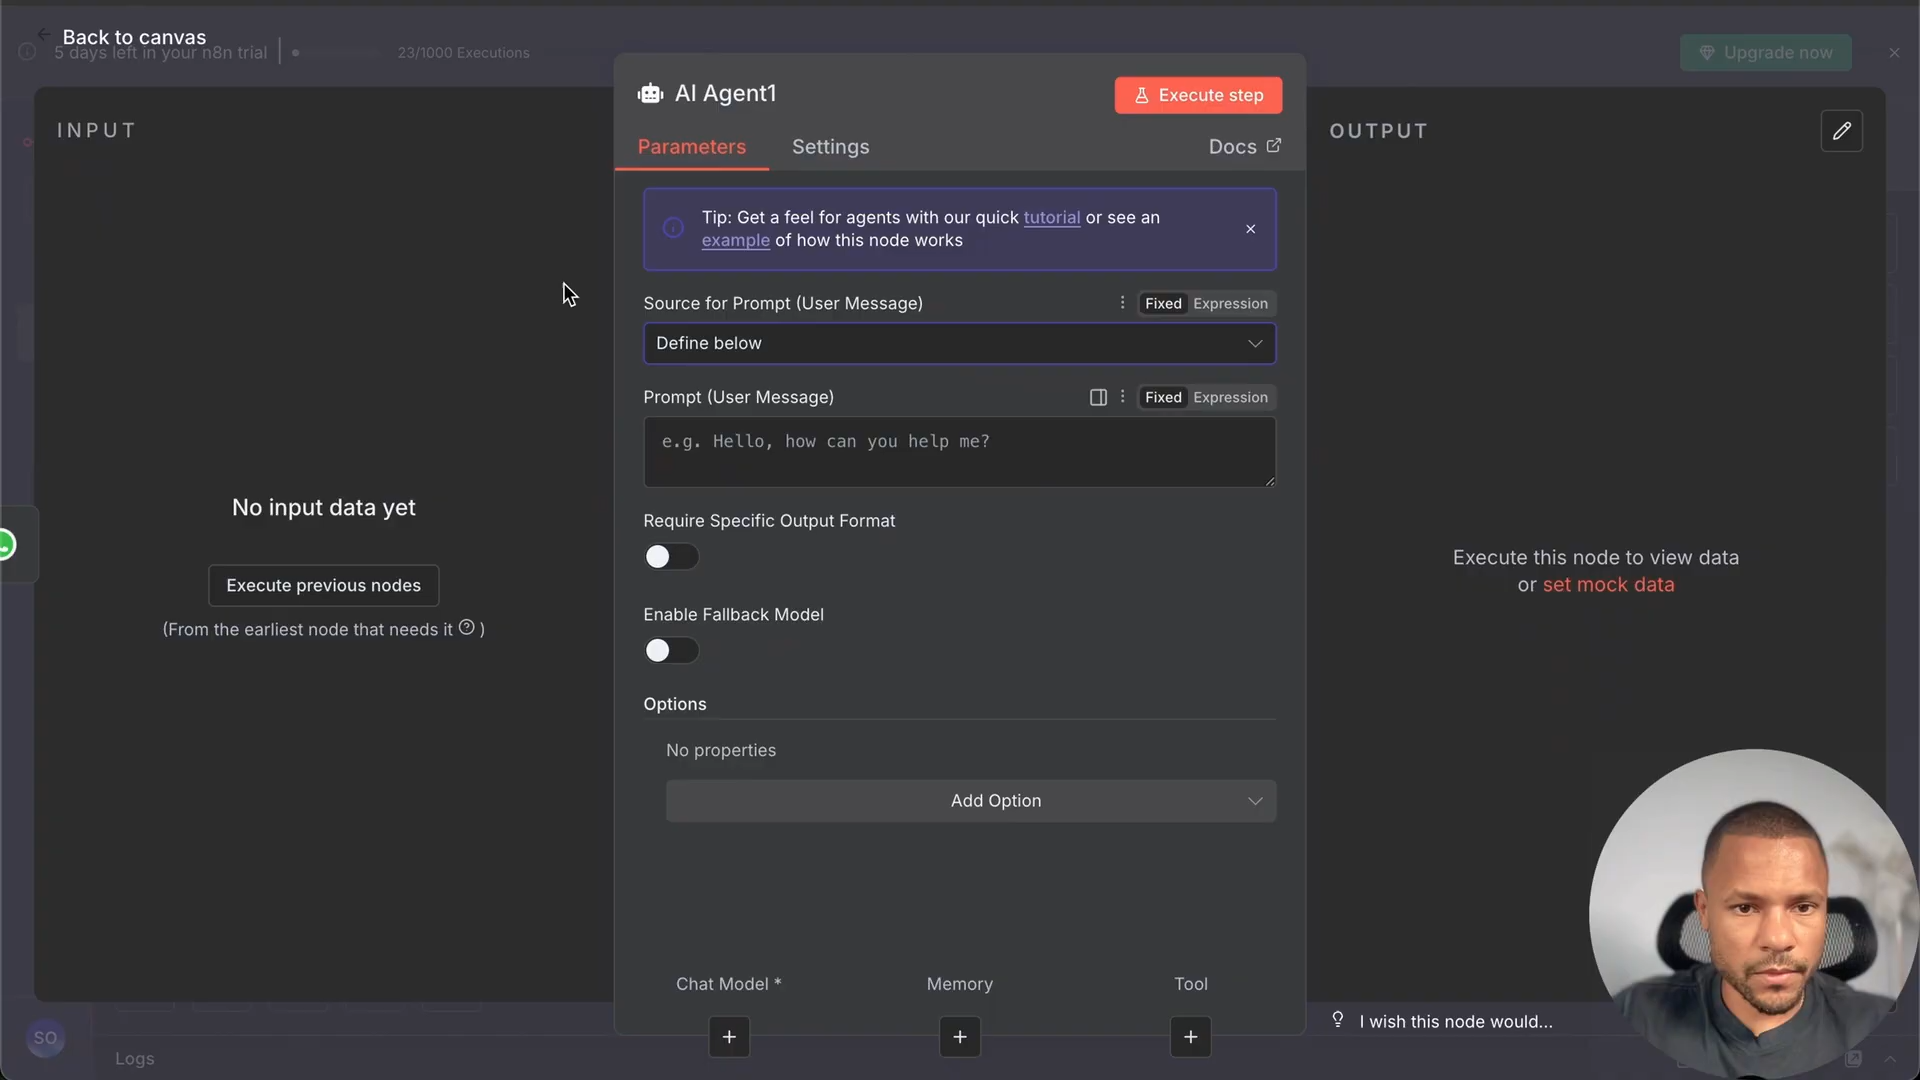 Back to canvas
5 days left in your n8n trial
23/1000 Executions
Upgrade now
INPUT
AI Agent1
Execute step
OUTPUT
Parameters
Settings
Docs
Tip: Get a feel for agents with our quick tutorial or see an
example of how this node works
Source for Prompt (User Message)
Fixed
Expression
Define below
Prompt (User Message)
Fixed
Expression
e.g. Hello, how can you help me?
No input data yet
Execute previous nodes
(From the earliest node that needs it ? )
Require Specific Output Format
Enable Fallback Model
Execute this node to view data
or set mock data
Options
No properties
Add Option
Chat Model *
Memory
Tool
I wish this node would...
SO
Logs